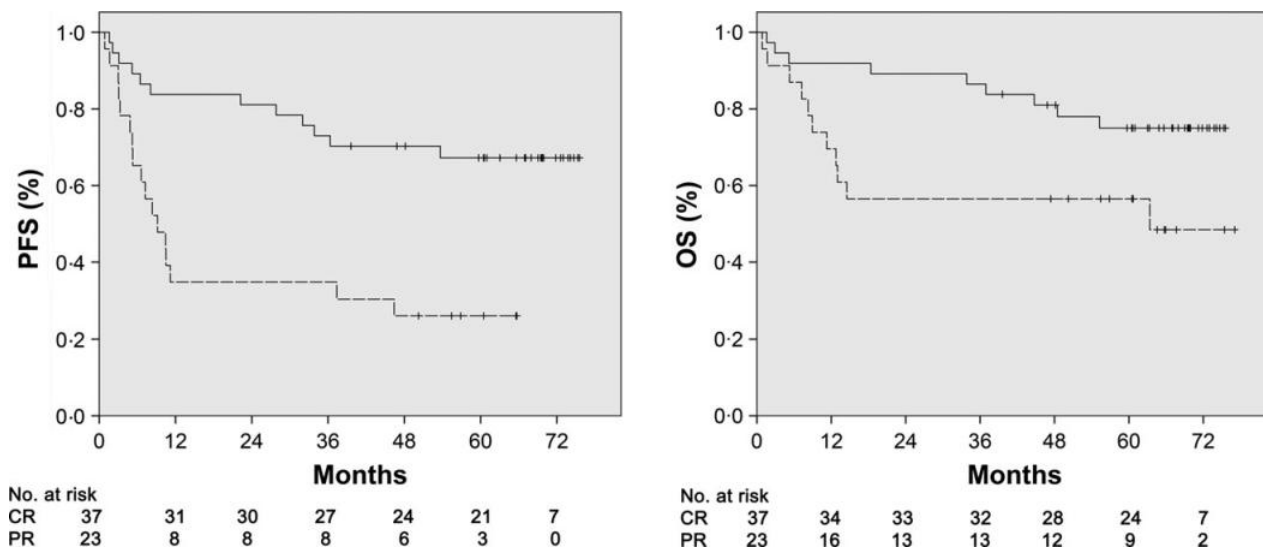 1·0
0·8
0·6
0·4
0·2
0·0
PFS (%)
0 12 24 36 48 60 72
Months
No. at risk
CR 37 31 30 27 24 21 7
PR 23 8 8 8 6 3 0
1·0
0·8
0·6
0·4
0·2
0·0
OS (%)
0 12 24 36 48 60 72
Months
No. at risk
CR 37 34 33 32 28 24 7
PR 23 16 13 13 12 9 2